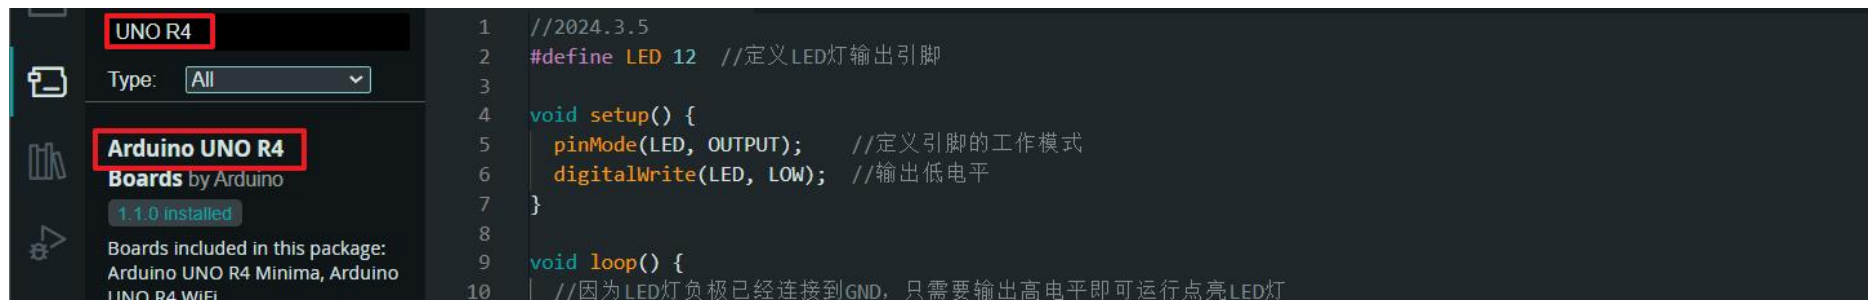 UNO R4
Type: All
Arduino UNO R4
Boards by Arduino
1.1.0 installed
Boards included in this package:
Arduino UNO R4 Minima, Arduino
UNO R4 WiFi
1 //2024.3.5
2 #define LED 12 //定义LED灯输出引脚
3
4 void setup() {
5 pinMode(LED, OUTPUT); //定义引脚的工作模式
6 digitalWrite(LED, LOW); //输出低电平
7 }
8
9 void loop() {
10 //因为LED灯负极已经连接到GND，只需要输出高电平即可运行点亮LED灯